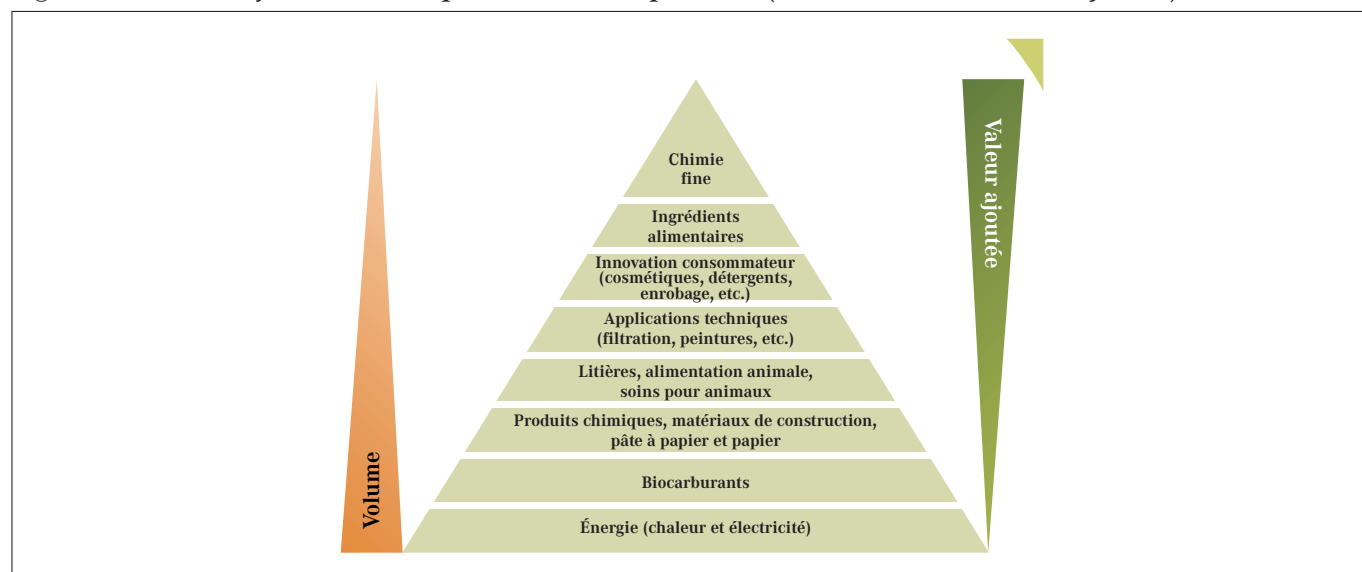 Chimie
fine
Ingrédients
alimentaires
Innovation consommateur
(cosmétiques, détergents,
enrobage, etc.)
Applications techniques
(filtration, peintures, etc.)
Litières, alimentation animale,
soins pour animaux
Produits chimiques, matériaux de construction,
pâte à papier et papier
Biocarburants
Énergie (chaleur et électricité)
Volume
Valeur ajoutée